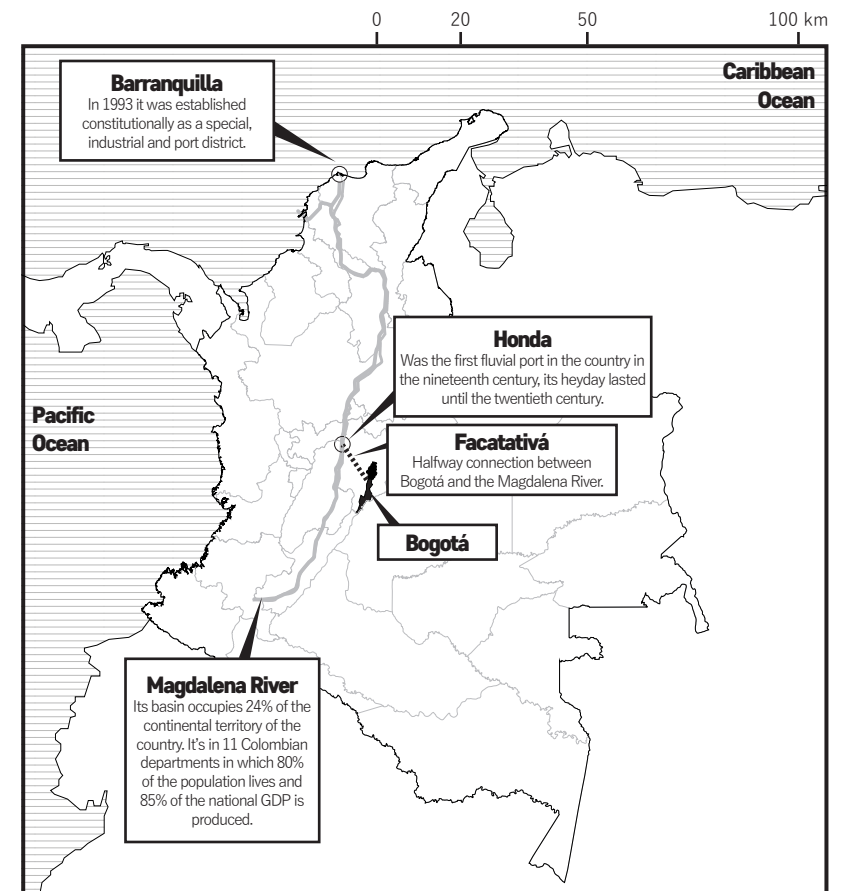 0 20 50 100 km
Caribbean
Ocean
Barranquilla
In 1993 it was established
constitutionally as a special,
industrial and port district.
Honda
Was the first fluvial port in the country in
the nineteenth century, its heyday lasted
until the twentieth century.
Pacific
Ocean
Facatativá
Halfway connection between
Bogotá and the Magdalena River.
Bogotá
Magdalena River
Its basin occupies 24% of the
continental territory of the
country. It's in 11 Colombian
departments in which 80%
of the population lives and
85% of the national GDP is
produced.